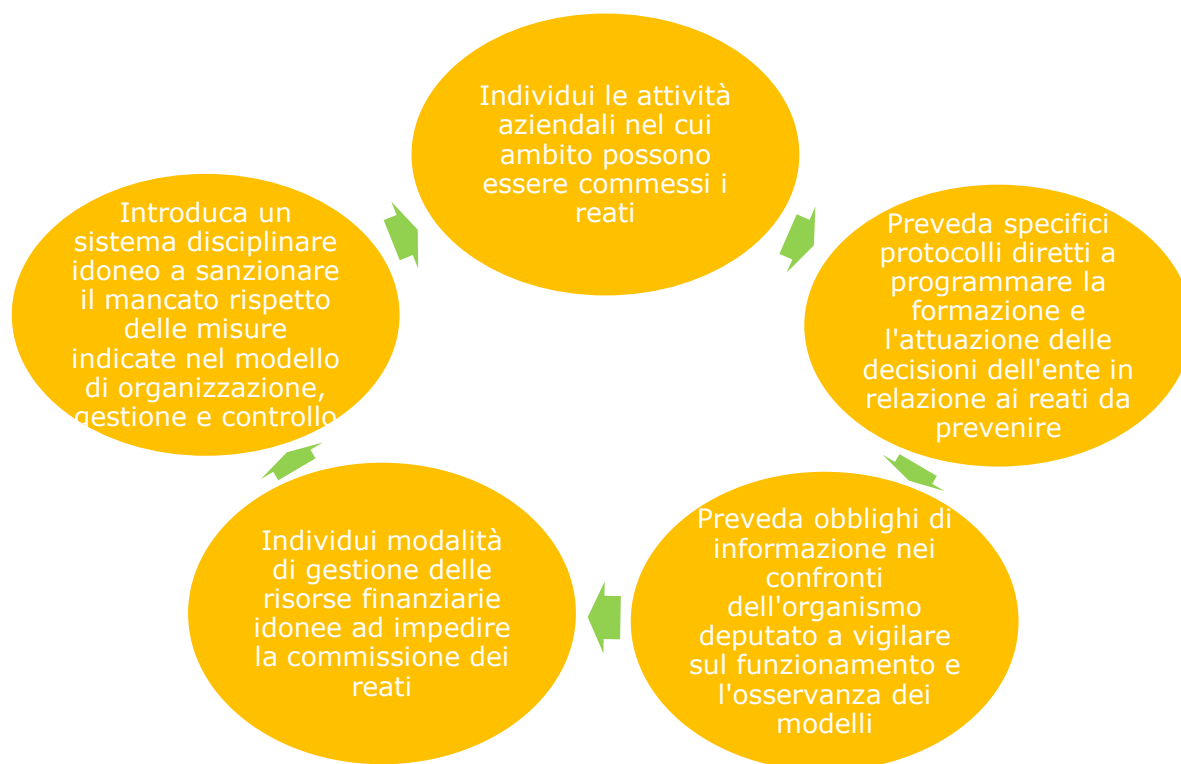 Individui le attività
aziendali nel cui
ambito possono
essere commessi i
reati
Preveda specifici
protocolli diretti a
programmare la
formazione e
l'attuazione delle
decisioni dell'ente in
relazione ai reati da
prevenire
Preveda obblighi di
informazione nei
confronti
dell'organismo
deputato a vigilare
sul funzionamento e
l'osservanza dei
modelli
Individui modalità
di gestione delle
risorse finanziarie
idonee ad impedire
la commissione dei
reati
Introduca un
sistema disciplinare
idoneo a sanzionare
il mancato rispetto
delle misure
indicate nel modello
di organizzazione,
gestione e controllo